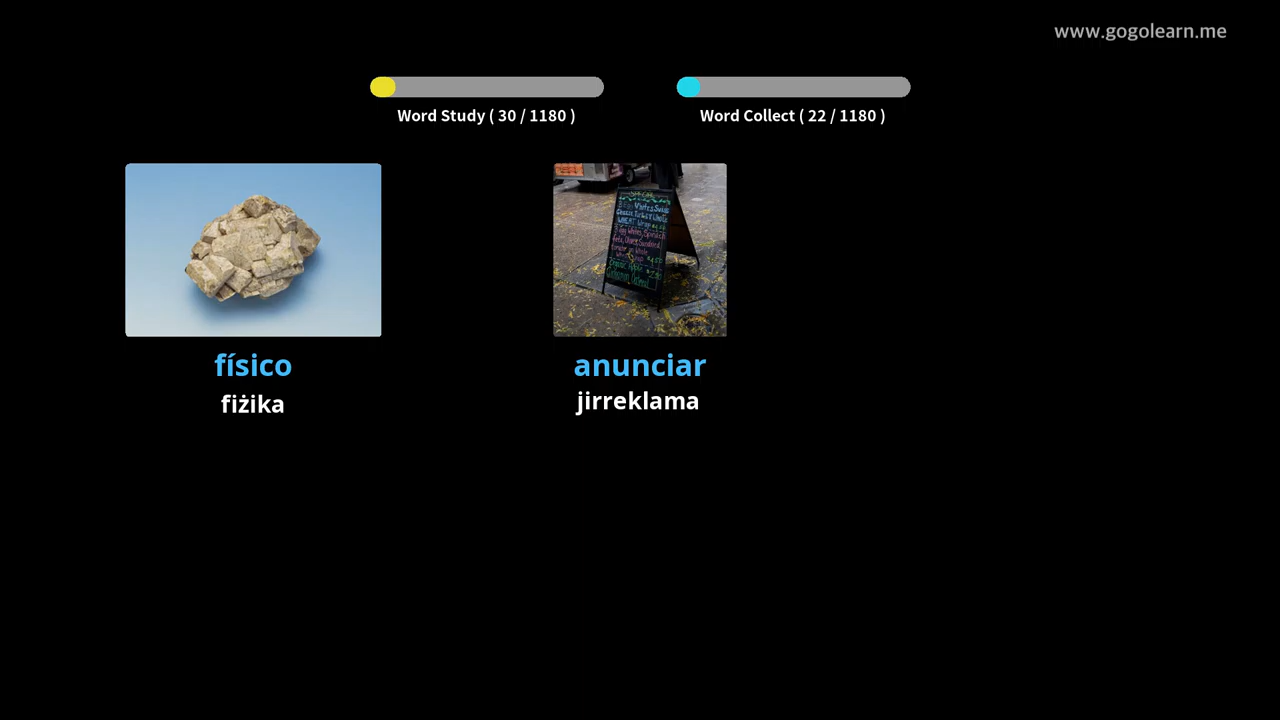 www.gogolearn.me
Word Study ( 30 / 1180 )
Word Collect ( 22 / 1180 )
físico
fiżika
anunciar
jirreklama